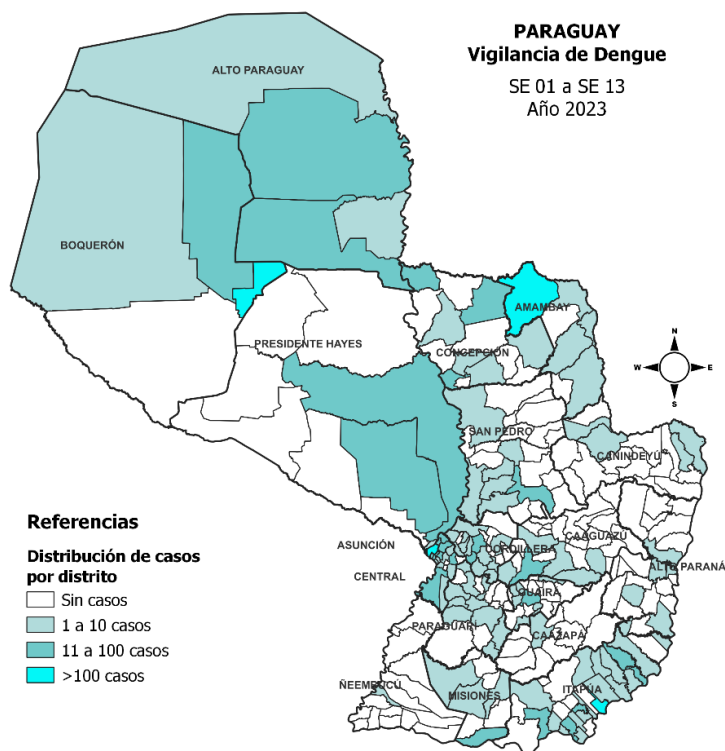 PARAGUAY
Vigilancia de Dengue
SE 01 a SE 13
Año 2023
ALTO PARAGUAY
BOQUERÓN
AMAMBAY
PRESIDENTE HAYES
CONCEPCIÓN
N
W
E
S
SAN PEDRO
CANINDEYÚ
Referencias
Distribución de casos
por distrito
Sin casos
1 a 10 casos
11 a 100 casos
>100 casos
ASUNCIÓN
CENTRAL
CORDILLERA
CAAGUAZÚ
ALTO PARANÁ
GUAIRÁ
PARAGUARÍ
CAAZAPÁ
ÑEEMBUCÚ
MISIONES
ITAPÚA